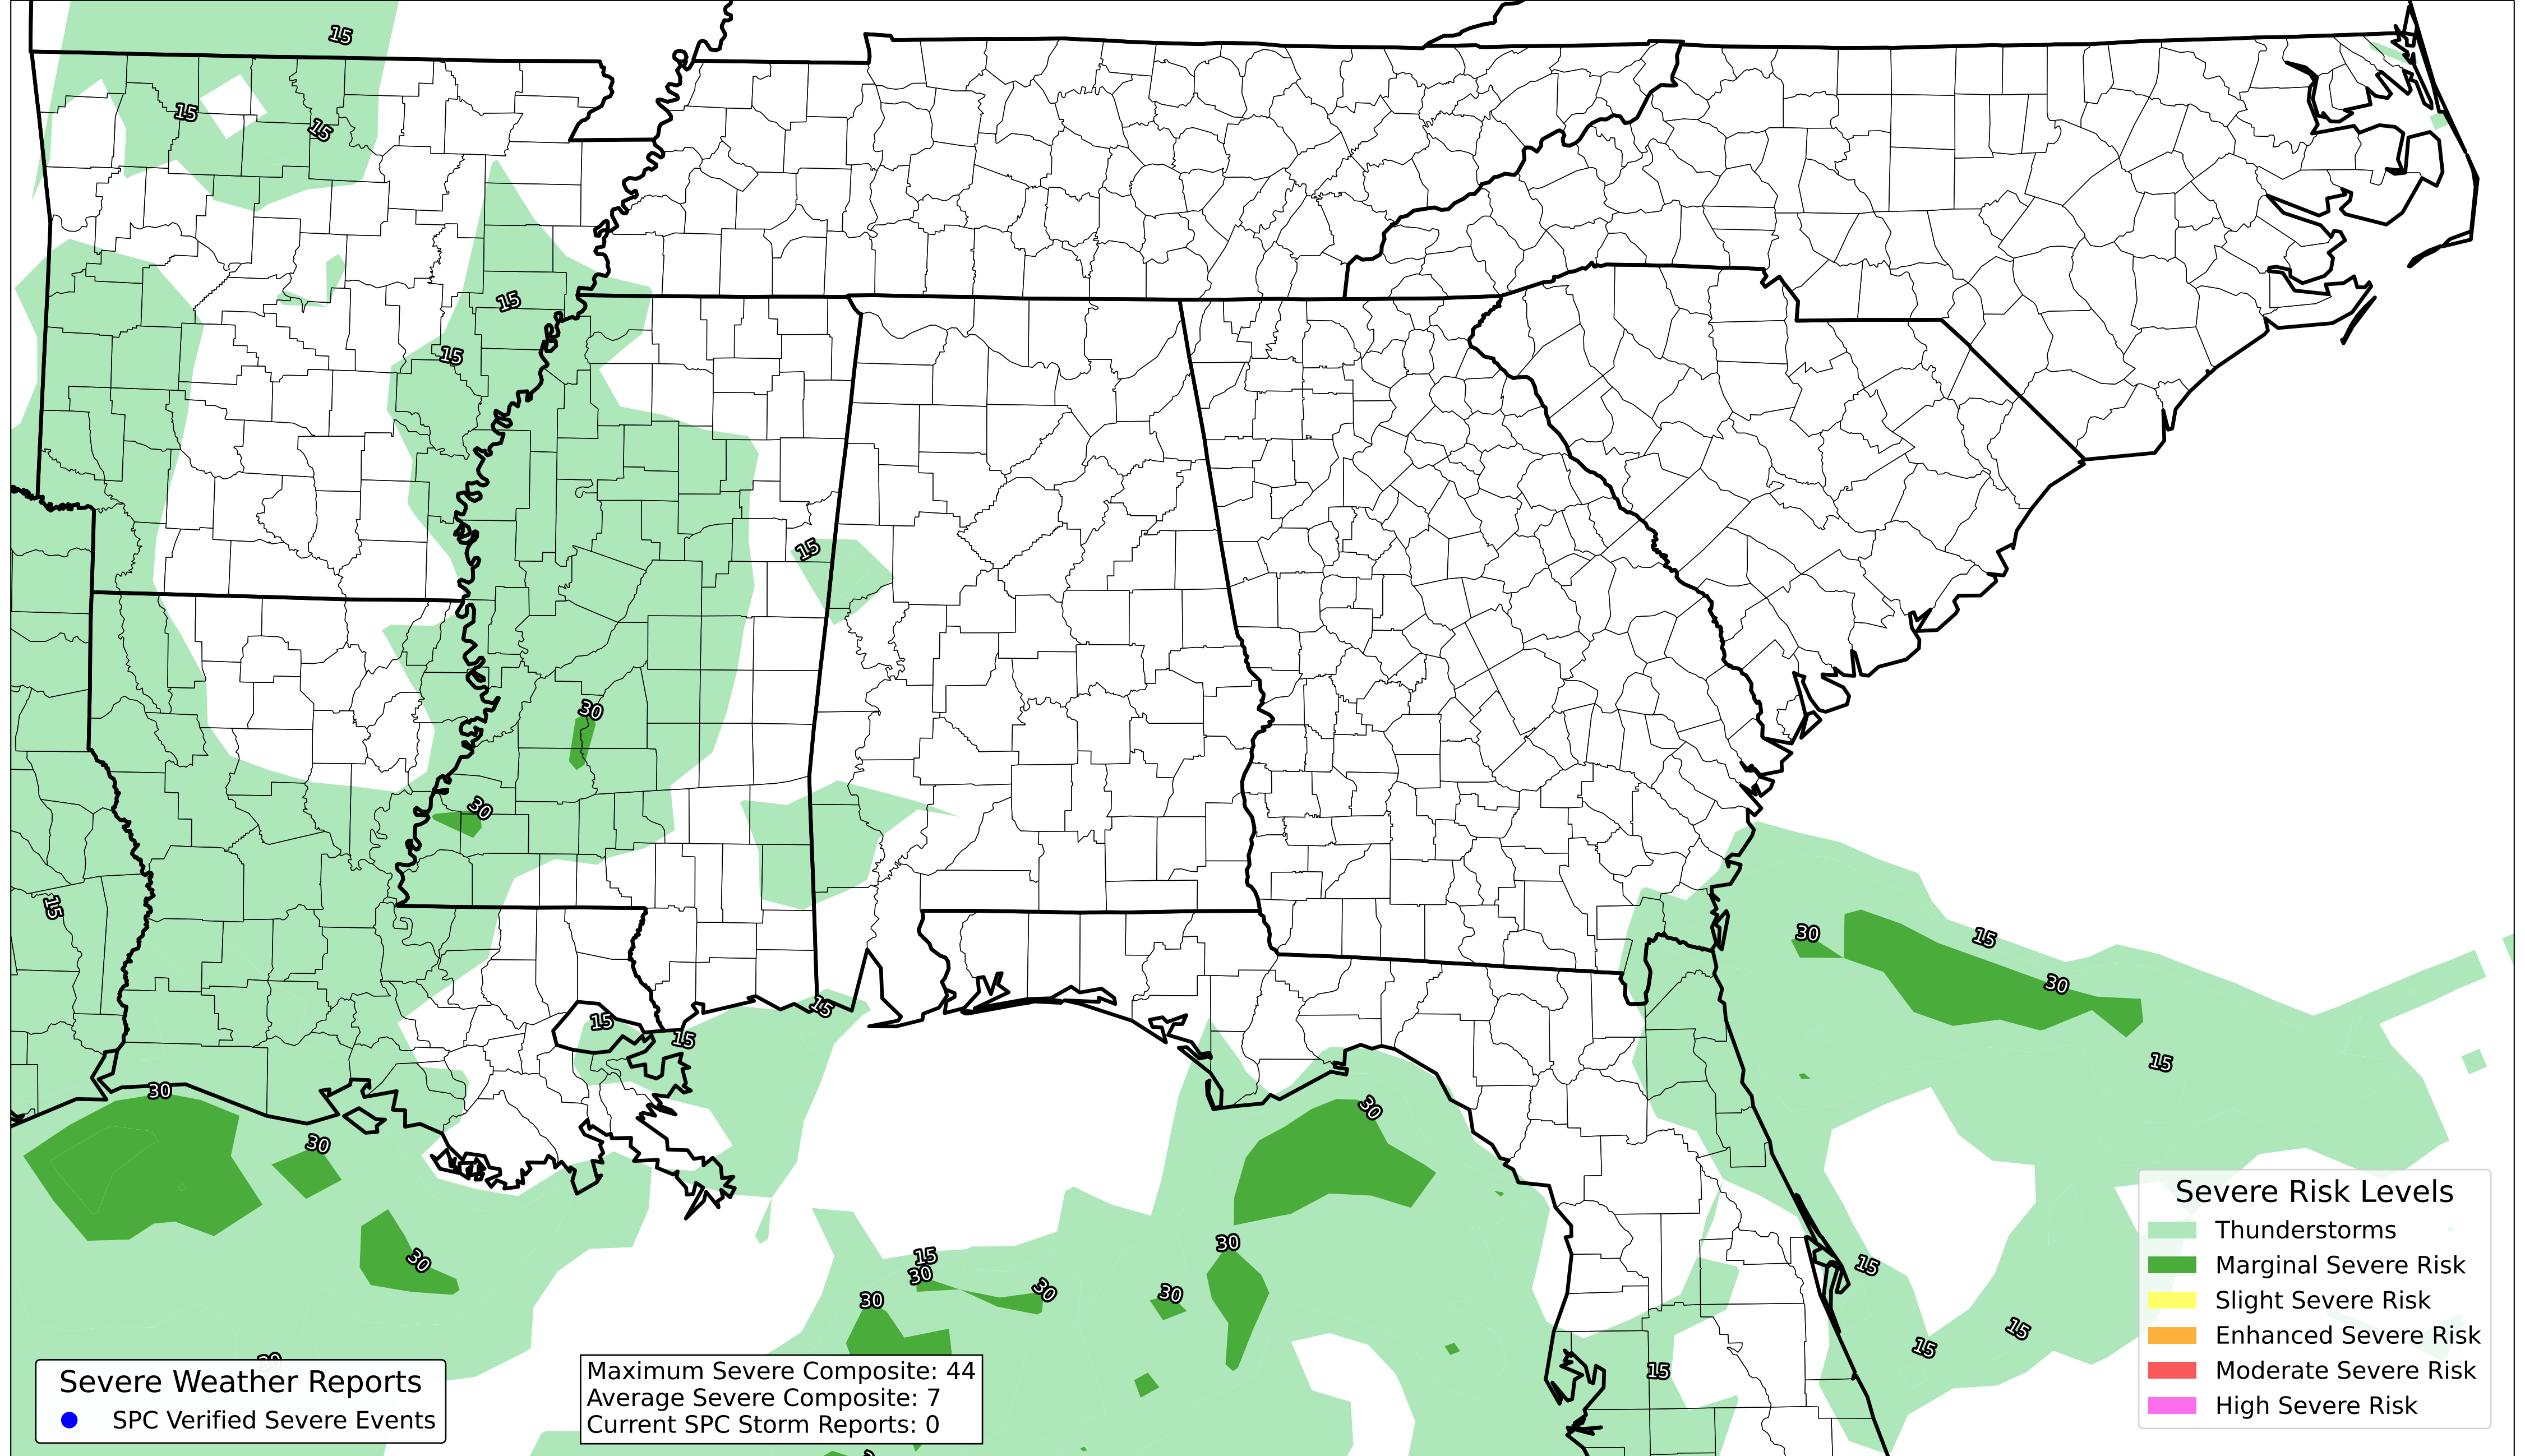 15
15
15
15
15
15
30
30
15
30
15
30
15
15
15
15
30
30
30
15
30
30
15
30
30
30
30
15
15
15
15
Severe Risk Levels
Thunderstorms
Marginal Severe Risk
Slight Severe Risk
Enhanced Severe Risk
Moderate Severe Risk
High Severe Risk
Severe Weather Reports
SPC Verified Severe Events
Maximum Severe Composite: 44
Average Severe Composite: 7
Current SPC Storm Reports: 0